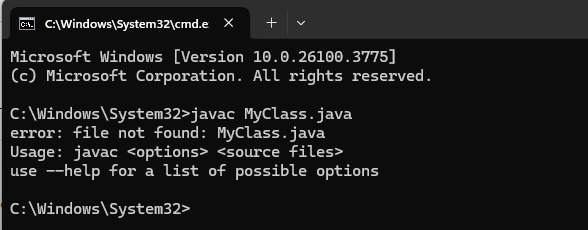 C:\Windows\System32\cmd.e
Microsoft Windows [Version 10.0.26100.3775]
(c) Microsoft Corporation. All rights reserved.
C:\Windows\System32>javac MyClass.java
error: file not found: MyClass.java
Usage: javac <options> <source files>
use --help for a list of possible options
C:\Windows\System32>